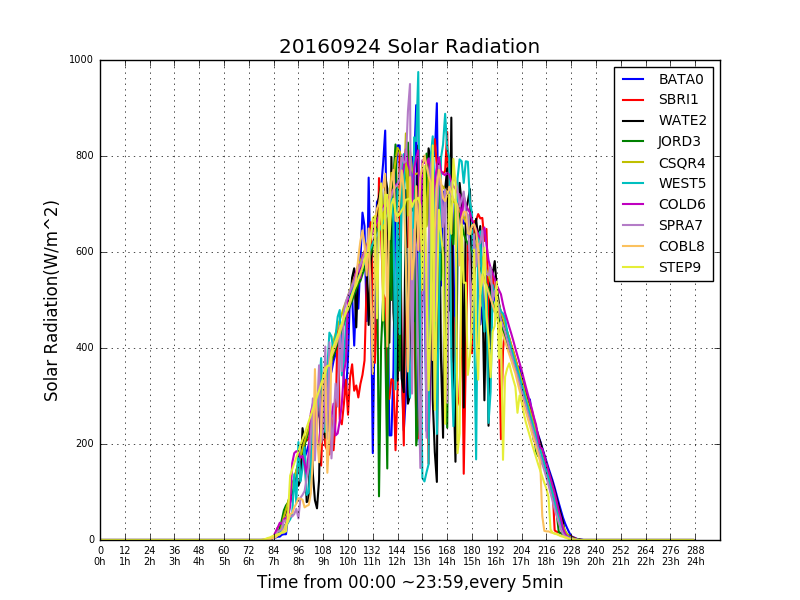 20160924 Solar Radiation
1000
800
600
400
200
0
Solar Radiation(W/m^2)
BATA0
SBRI1
WATE2
JORD3
CSQR4
WEST5
COLD6
SPRA7
COBL8
STEP9
0 12 24 36 48 60 72 84 96 108 120 132 144 156 168 180 192 204 216 228 240 252 264 276 288
0h 1h 2h 3h 4h 5h 6h 7h 8h 9h 10h 11h 12h 13h 14h 15h 16h 17h 18h 19h 20h 21h 22h 23h 24h
Time from 00:00 ~23:59,every 5min